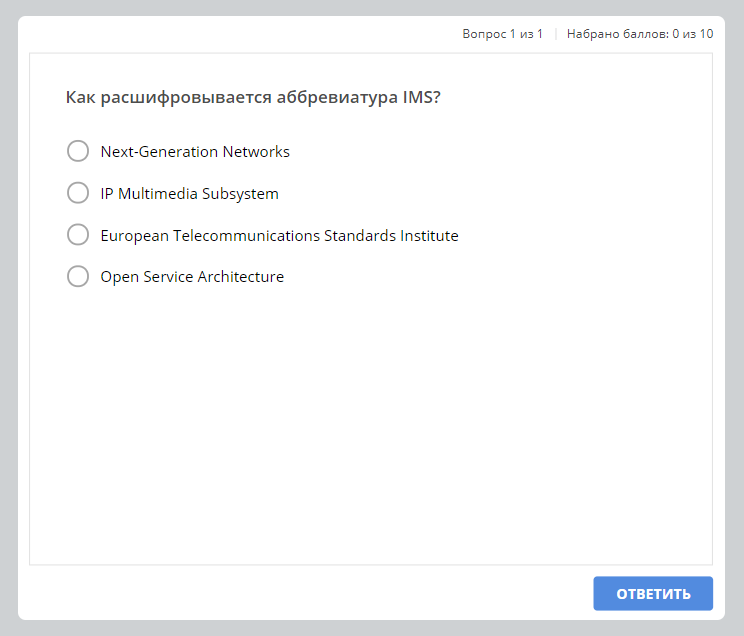 Вопрос 1 из 1 | Набрано баллов: 0 из 10
Как расшифровывается аббревиатура IMS?
Next-Generation Networks
IP Multimedia Subsystem
European Telecommunications Standards Institute
Open Service Architecture
ОТВЕТИТЬ